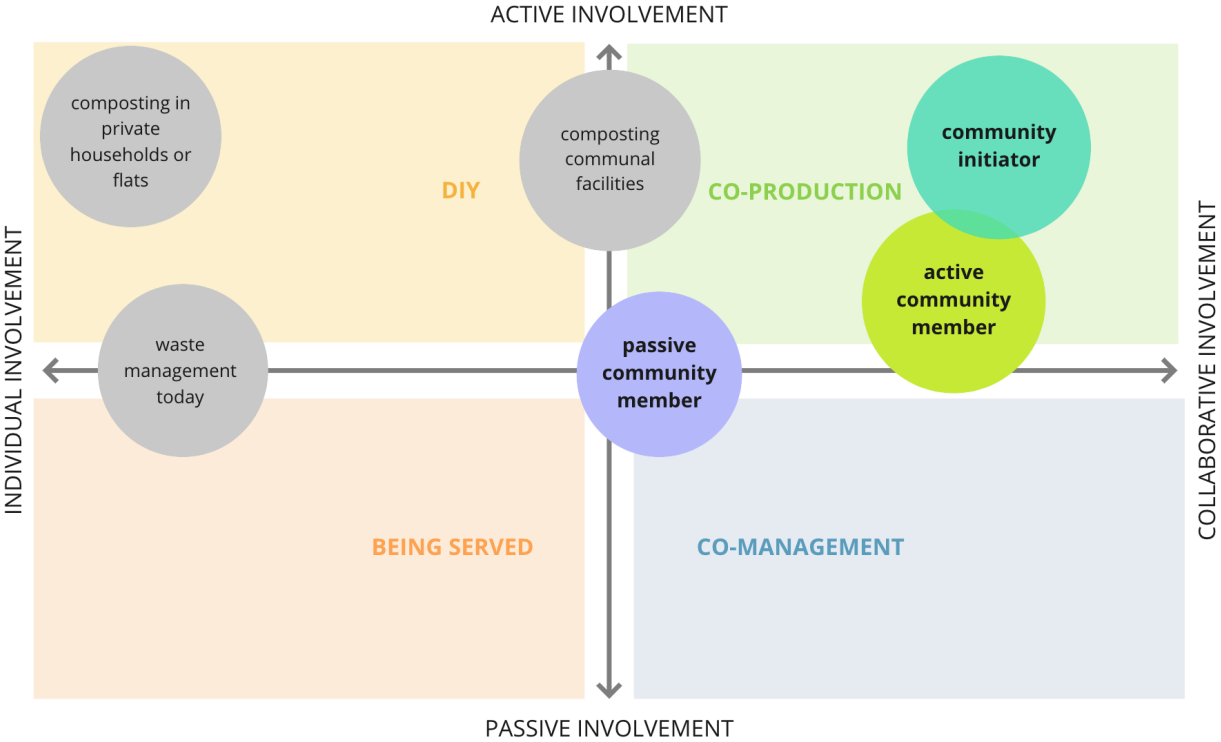 ACTIVE INVOLVEMENT
composting in
private
households or
flats
composting
communal
facilities
community
initiator
DIY
CO-PRODUCTION
INDIVIDUAL INVOLVEMENT
COLLABORATIVE INVOLVEMENT
active
community
member
waste
management
today
passive
community
member
BEING SERVED
CO-MANAGEMENT
PASSIVE INVOLVEMENT